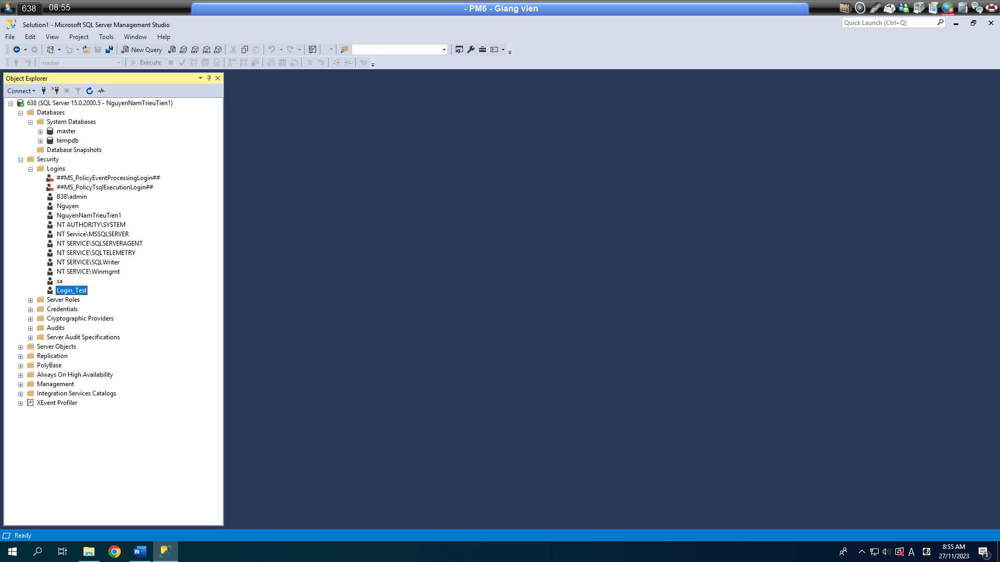 638 08:55 - PM6 - Giang vien
Solution1 - Microsoft SQL Server Management Studio Quick Launch (Ctrl+Q)
File Edit View Project Tools Window Help
New Query MDX DMX XMLA DAX
master Execute
Object Explorer
Connect
638 (SQL Server 15.0.2000.5 - NguyenNamTrieuTien1)
Databases
System Databases
master
tempdb
Database Snapshots
Security
Logins
##MS_PolicyEventProcessingLogin##
##MS_PolicyTsqlExecutionLogin##
B38\admin
Nguyen
NguyenNamTrieuTien1
NT AUTHORITY\SYSTEM
NT Service\MSSQLSERVER
NT SERVICE\SQLSERVERAGENT
NT SERVICE\SQLTELEMETRY
NT SERVICE\SQLWriter
NT SERVICE\Winmgmt
sa
Login_Test
Server Roles
Credentials
Cryptographic Providers
Audits
Server Audit Specifications
Server Objects
Replication
PolyBase
Always On High Availability
Management
Integration Services Catalogs
XEvent Profiler
Ready
A 8:55 AM
27/11/2023
1